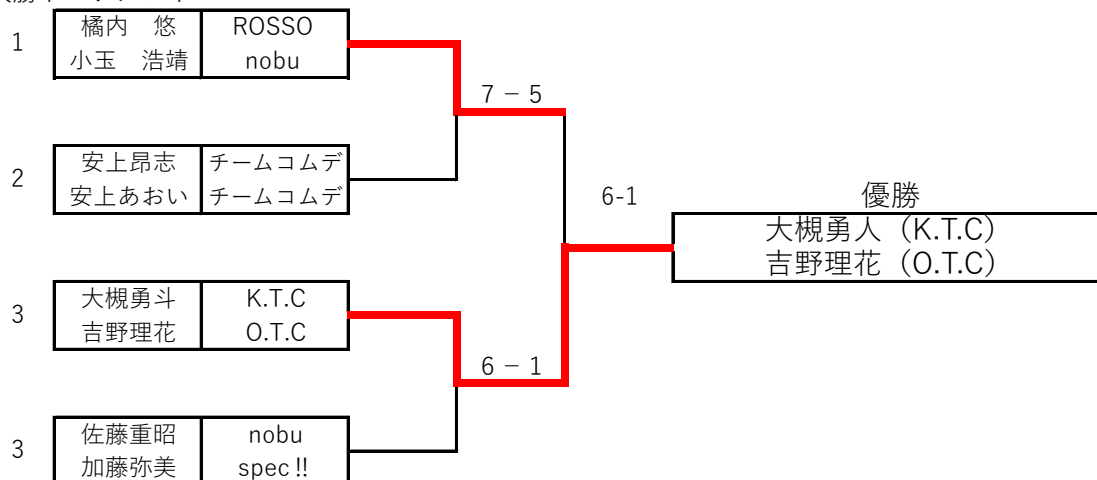 1
橘内 悠 ROSSO
小玉 浩靖 nobu
7 − 5
2
安上昂志 チームコムデ
安上あおい チームコムデ
6-1
優勝
大槻勇人（K.T.C）
吉野理花（O.T.C）
3
大槻勇斗 K.T.C
吉野理花 O.T.C
6 − 1
3
佐藤重昭 nobu
加藤弥美 spec!!